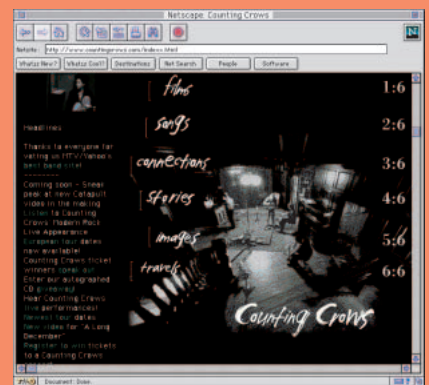 Netscape: Counting Crows
Netsite: http://www.countingcrows.com/indexx.html
What's New?
What's Cool?
Destinations
Net Search
People
Software
Headlines
Thanks to everyone for
voting us MTV/Yahoo's
best band site!
--------
Coming soon - Sneak
peak at new Catapult
video in the making
Listen to Counting
Crows' Modern Rock
Live Appearance
European tour dates
now available!
Counting Crows ticket
winners speak out!
Enter our autographed
CD giveaway!
Hear Counting Crows
live performances!
Newest tour dates
New video for "A Long
December"
Register to win tickets
to a Counting Crows
films 1:6
songs 2:6
connections 3:6
stories 4:6
images 5:6
travels 6:6
Counting Crows
N
Document: Done.